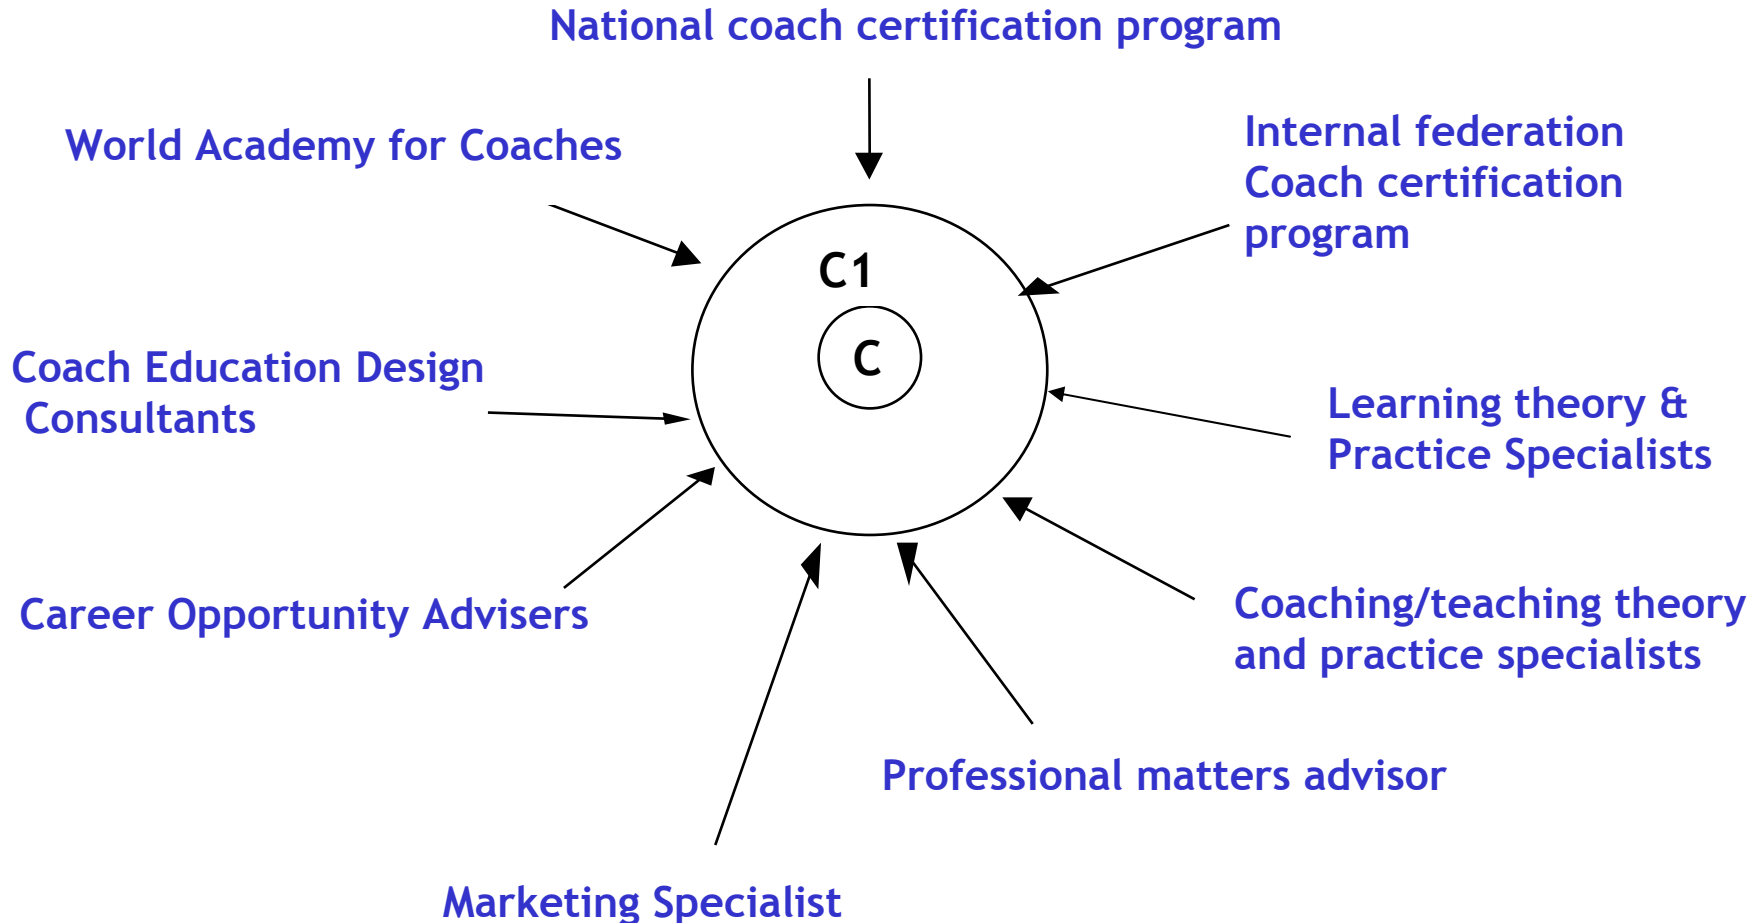 National coach certification program
World Academy for Coaches
Internal federation
Coach certification
program
C1
C
Coach Education Design
Consultants
Learning theory &
Practice Specialists
Career Opportunity Advisers
Coaching/teaching theory
and practice specialists
Professional matters advisor
Marketing Specialist